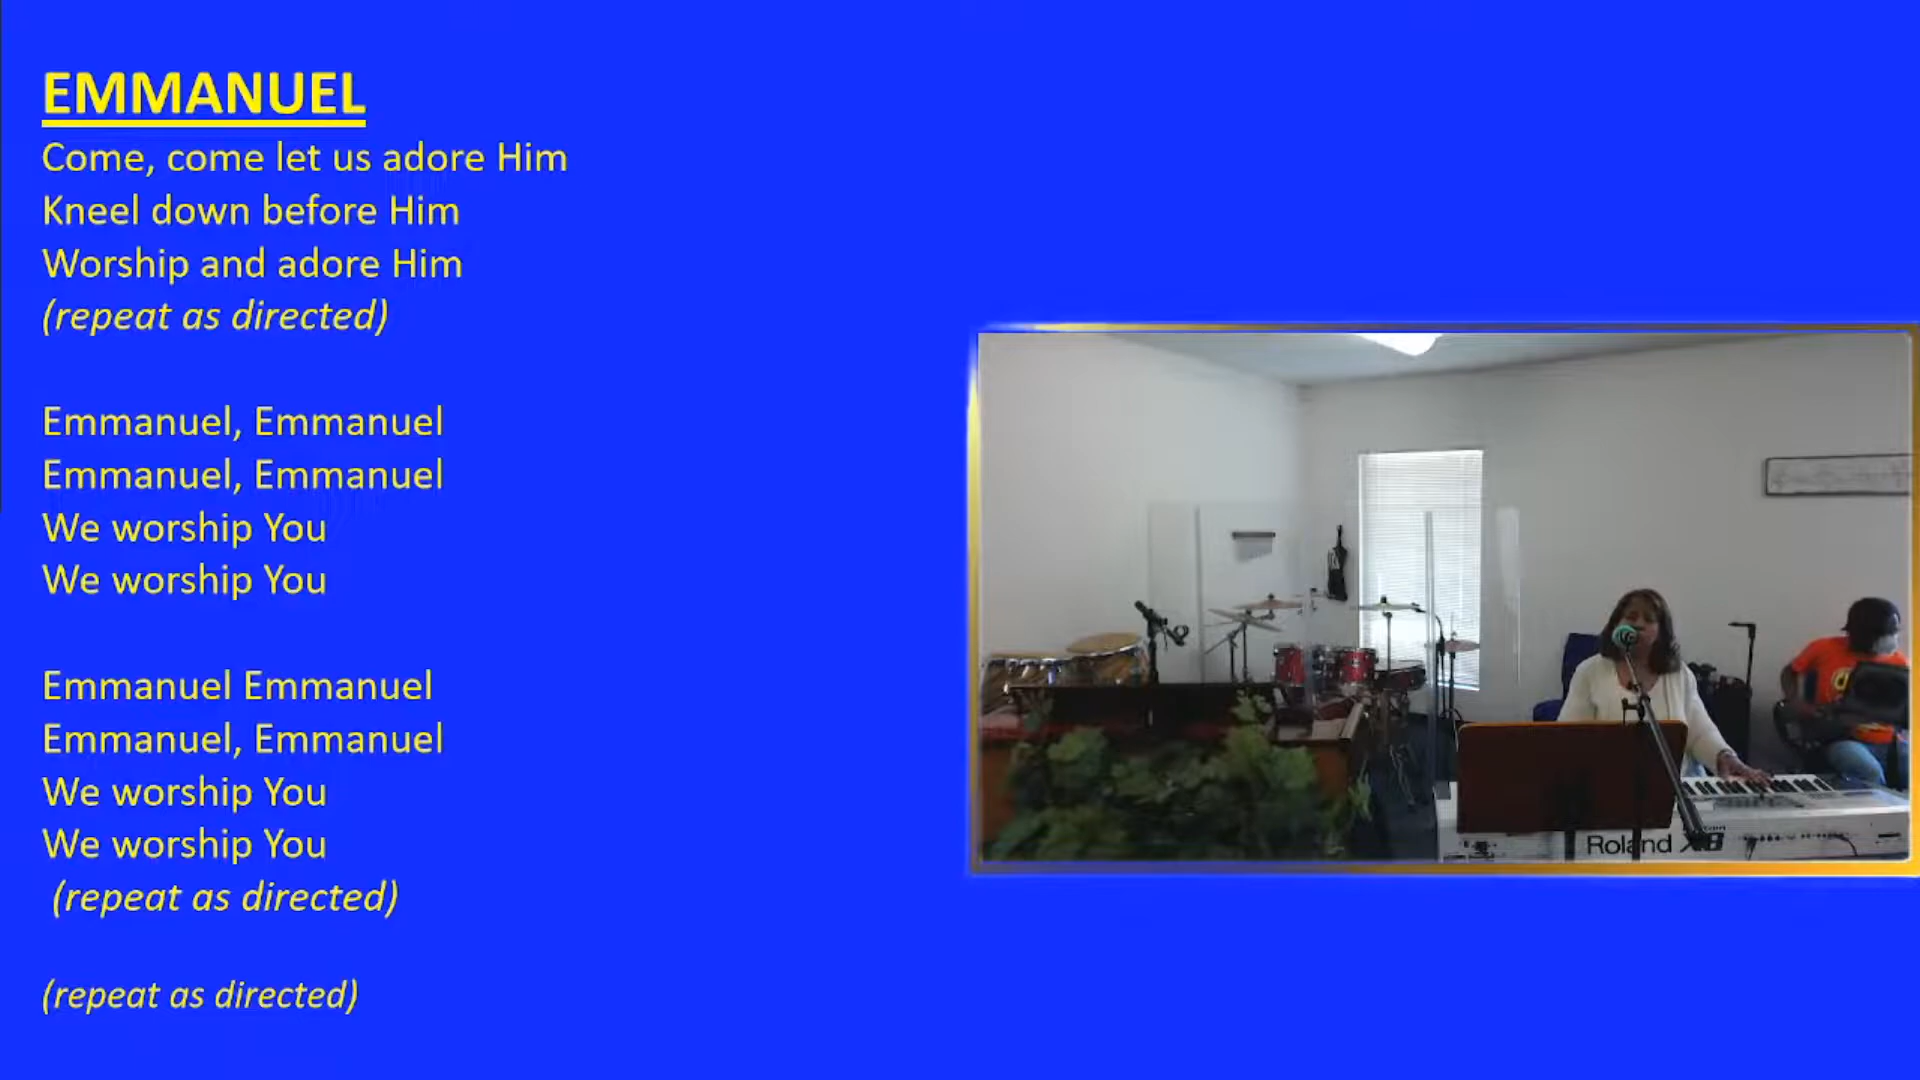 EMMANUEL
Come, come let us adore Him
Kneel down before Him
Worship and adore Him
(repeat as directed)
Emmanuel, Emmanuel
Emmanuel, Emmanuel
We worship You
We worship You
Emmanuel Emmanuel
Emmanuel, Emmanuel
We worship You
We worship You
(repeat as directed)
(repeat as directed)
Roland